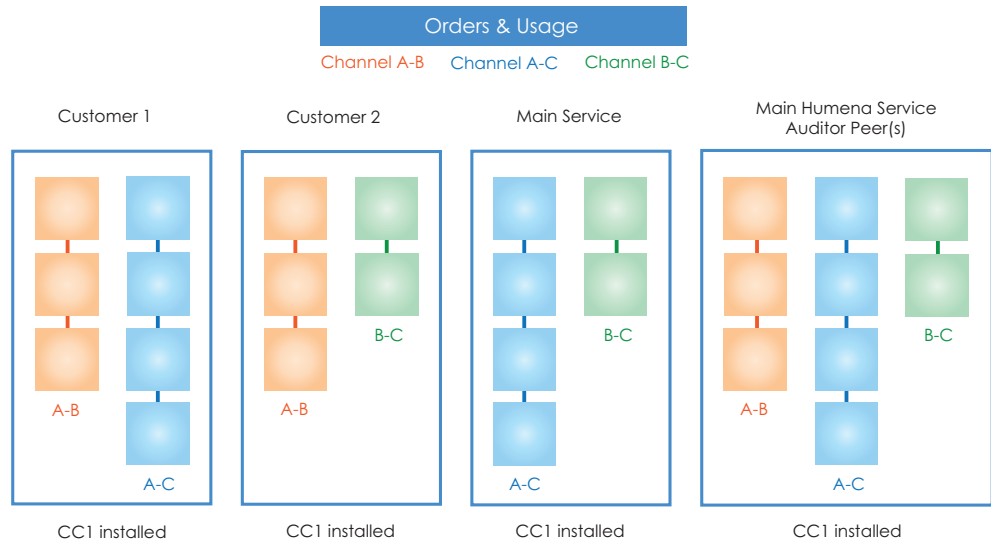 Orders & Usage
Channel A-B
Channel A-C
Channel B-C
Customer 1
Customer 2
Main Service
Main Humena Service
Auditor Peer(s)
A-B
A-C
A-B
B-C
A-C
B-C
A-B
A-C
B-C
CC1 installed
CC1 installed
CC1 installed
CC1 installed